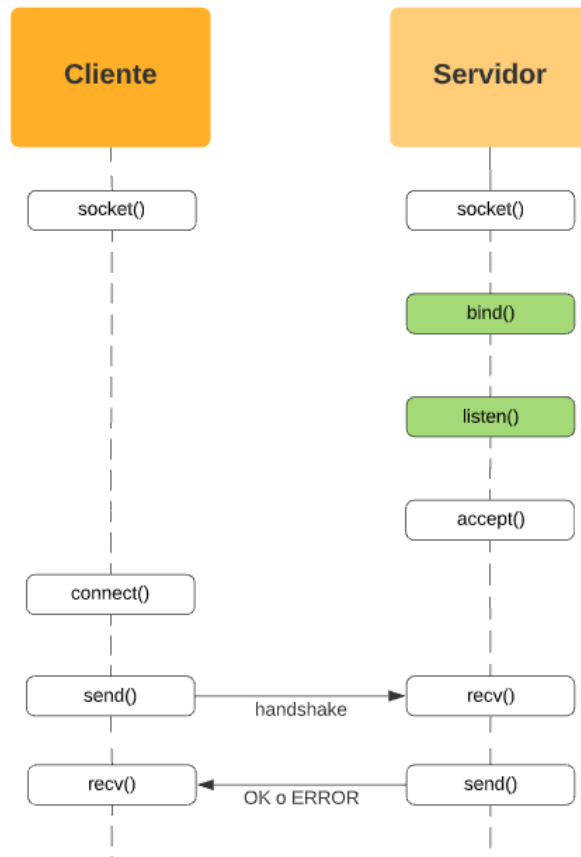 Cliente
Servidor
socket()
socket()
bind()
listen()
accept()
connect()
send()
handshake
recv()
recv()
OK o ERROR
send()